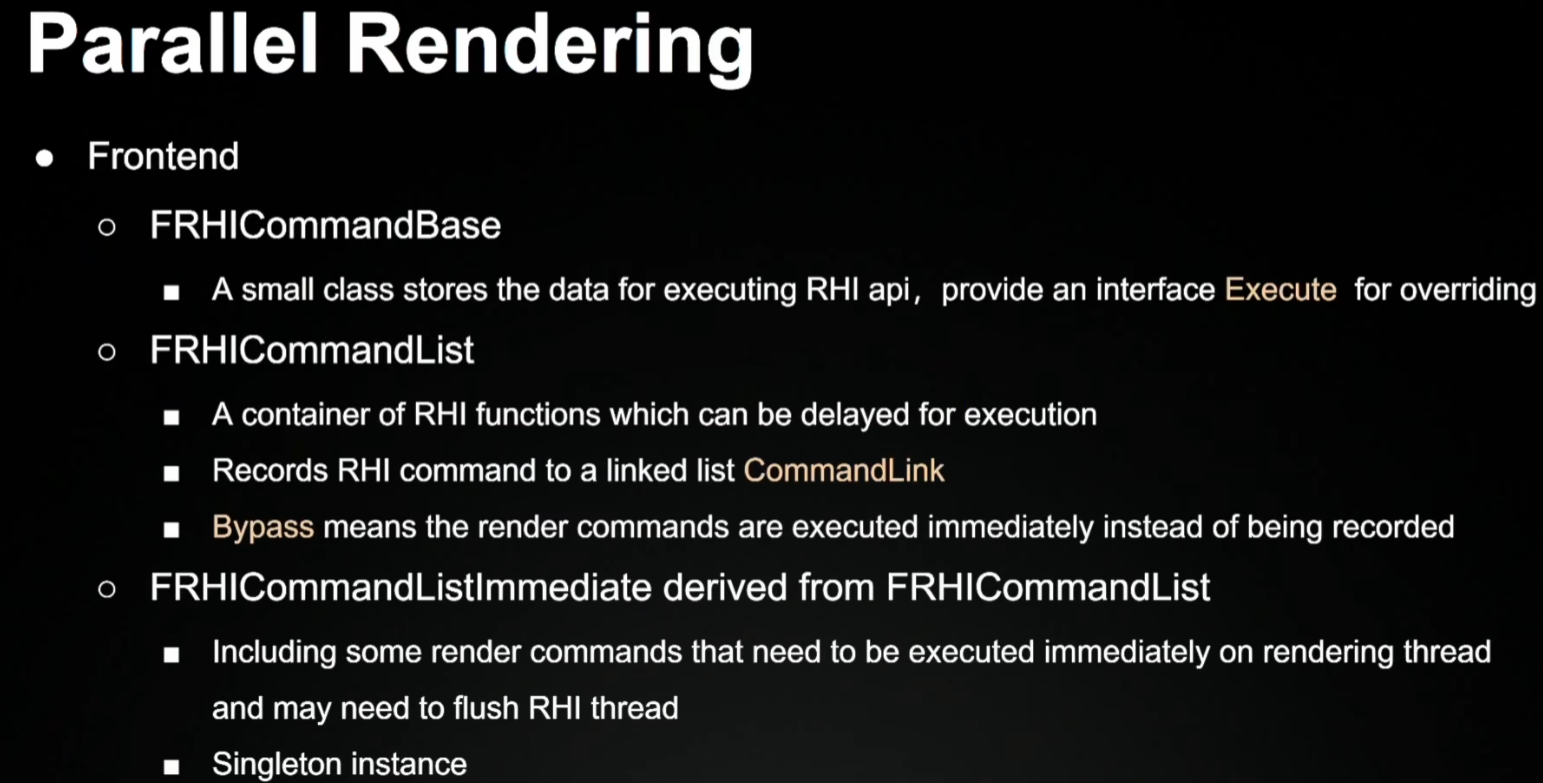 Parallel Rendering
● Frontend
○ FRHICommandBase
■ A small class stores the data for executing RHI api，provide an interface Execute for overriding
○ FRHICommandList
■ A container of RHI functions which can be delayed for execution
■ Records RHI command to a linked list CommandLink
■ Bypass means the render commands are executed immediately instead of being recorded
○ FRHICommandListImmediate derived from FRHICommandList
■ Including some render commands that need to be executed immediately on rendering thread
and may need to flush RHI thread
■ Singleton instance